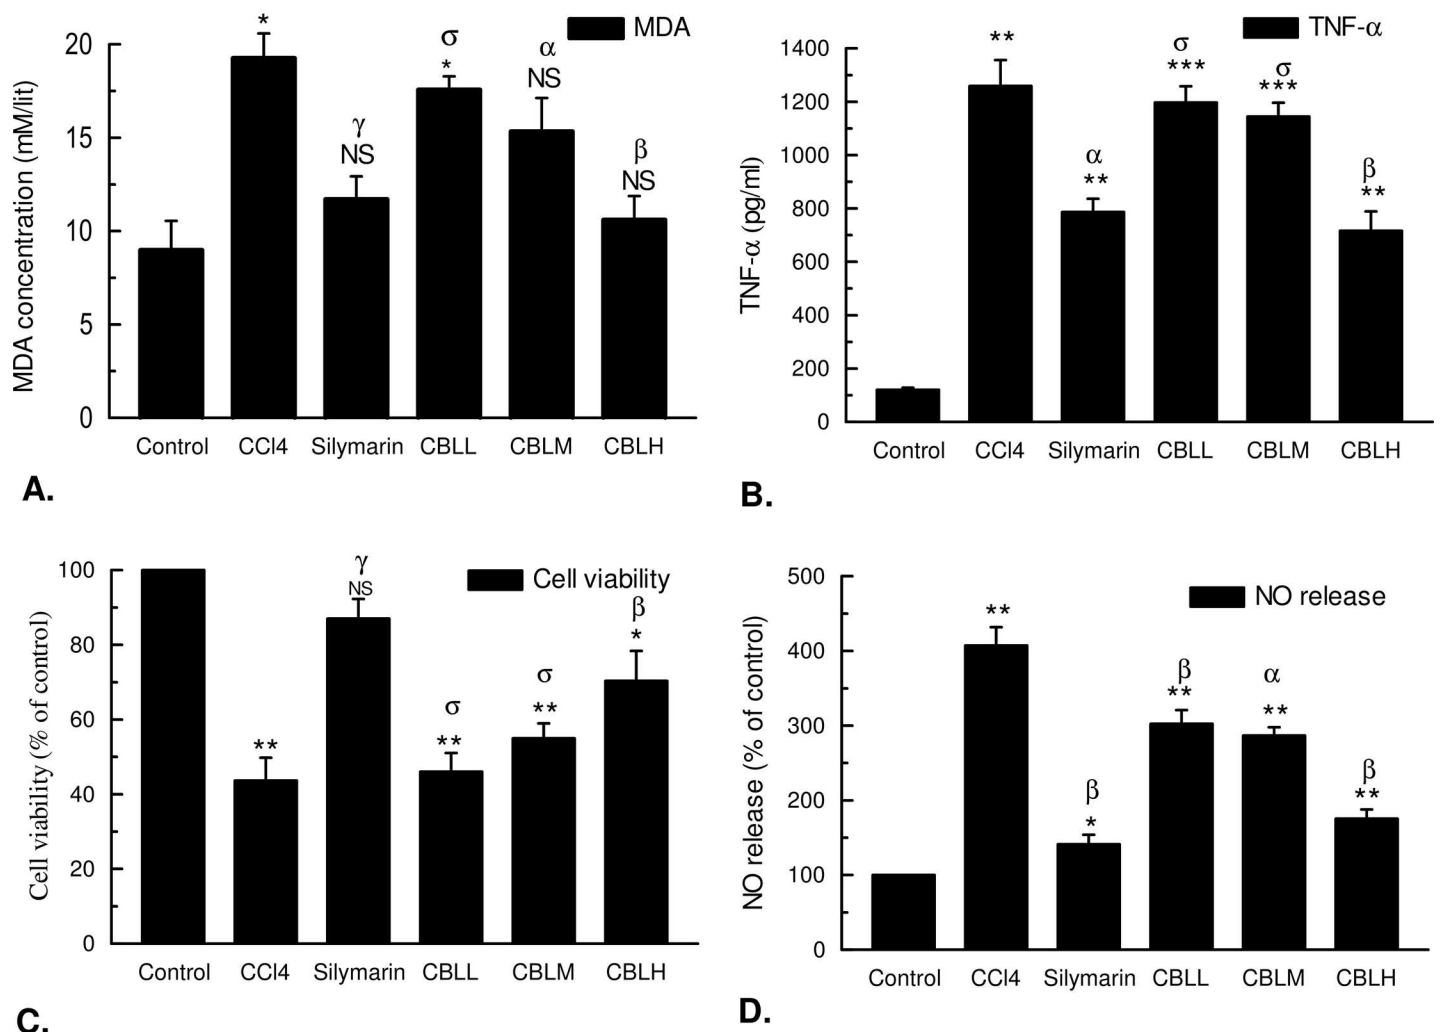 MDA
MDA concentration (mM/lit)
20
15
10
5
0
*
γ
NS
σ
*
α
NS
β
NS
Control CCl4 Silymarin CBLL CBLM CBLH
A.
TNF-α
TNF-α (pg/ml)
1400
1200
1000
800
600
400
200
0
**
α
**
σ
***
σ
***
β
**
Control CCl4 Silymarin CBLL CBLM CBLH
B.
Cell viability
Cell viability (% of control)
100
80
60
40
20
0
**
γ
NS
σ
**
σ
**
β
*
Control CCl4 Silymarin CBLL CBLM CBLH
C.
NO release
NO release (% of control)
500
400
300
200
100
0
**
β
*
β
**
α
**
β
**
Control CCl4 Silymarin CBLL CBLM CBLH
D.